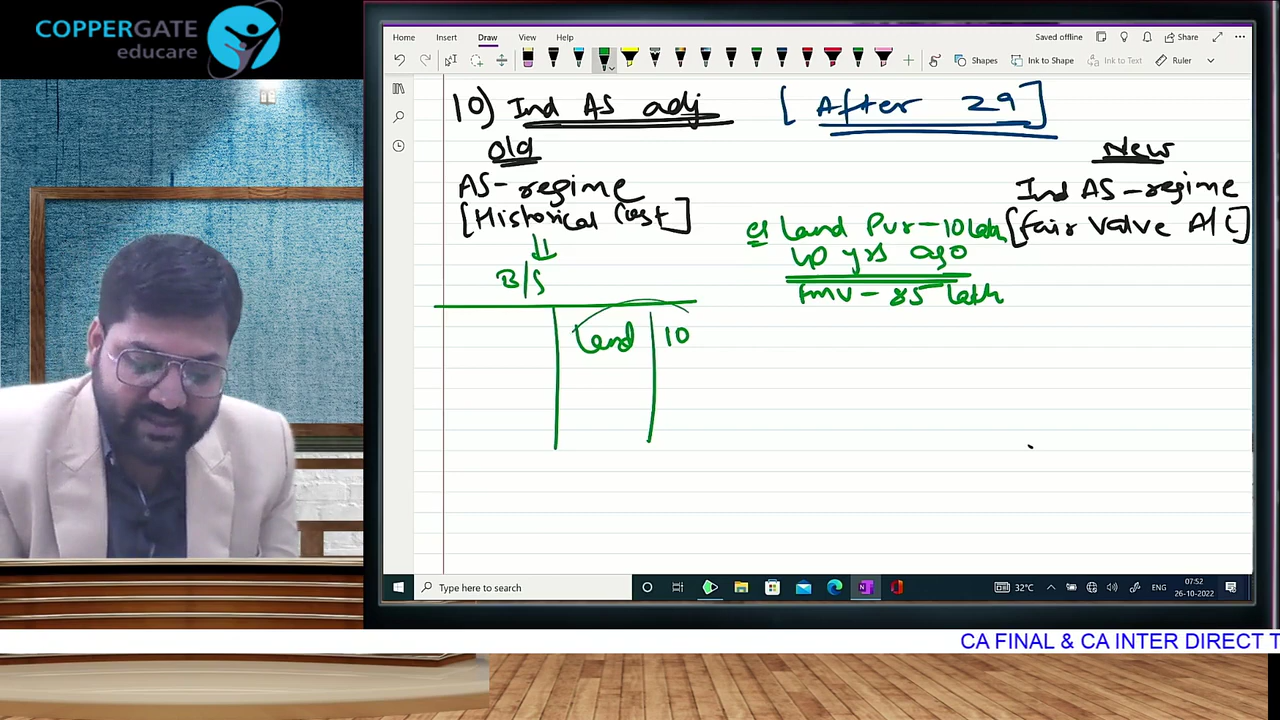 COPPERGATE
educare
Home Insert Draw View Help
Saved offline
Share
Shapes
Ink to Shape
Ink to Text
Ruler
10) Ind AS adj [After 29]
Old
AS-regime
[Historical Cost]
B/S
Land 10
eg Land Pur - 10 Lakh
10 yrs ago
FMV - 85 Lakh
New
Ind AS-regime
[Fair Value A/C]
Type here to search
32°C
ENG
07:52
26-10-2022
CA FINAL & CA INTER DIRECT T